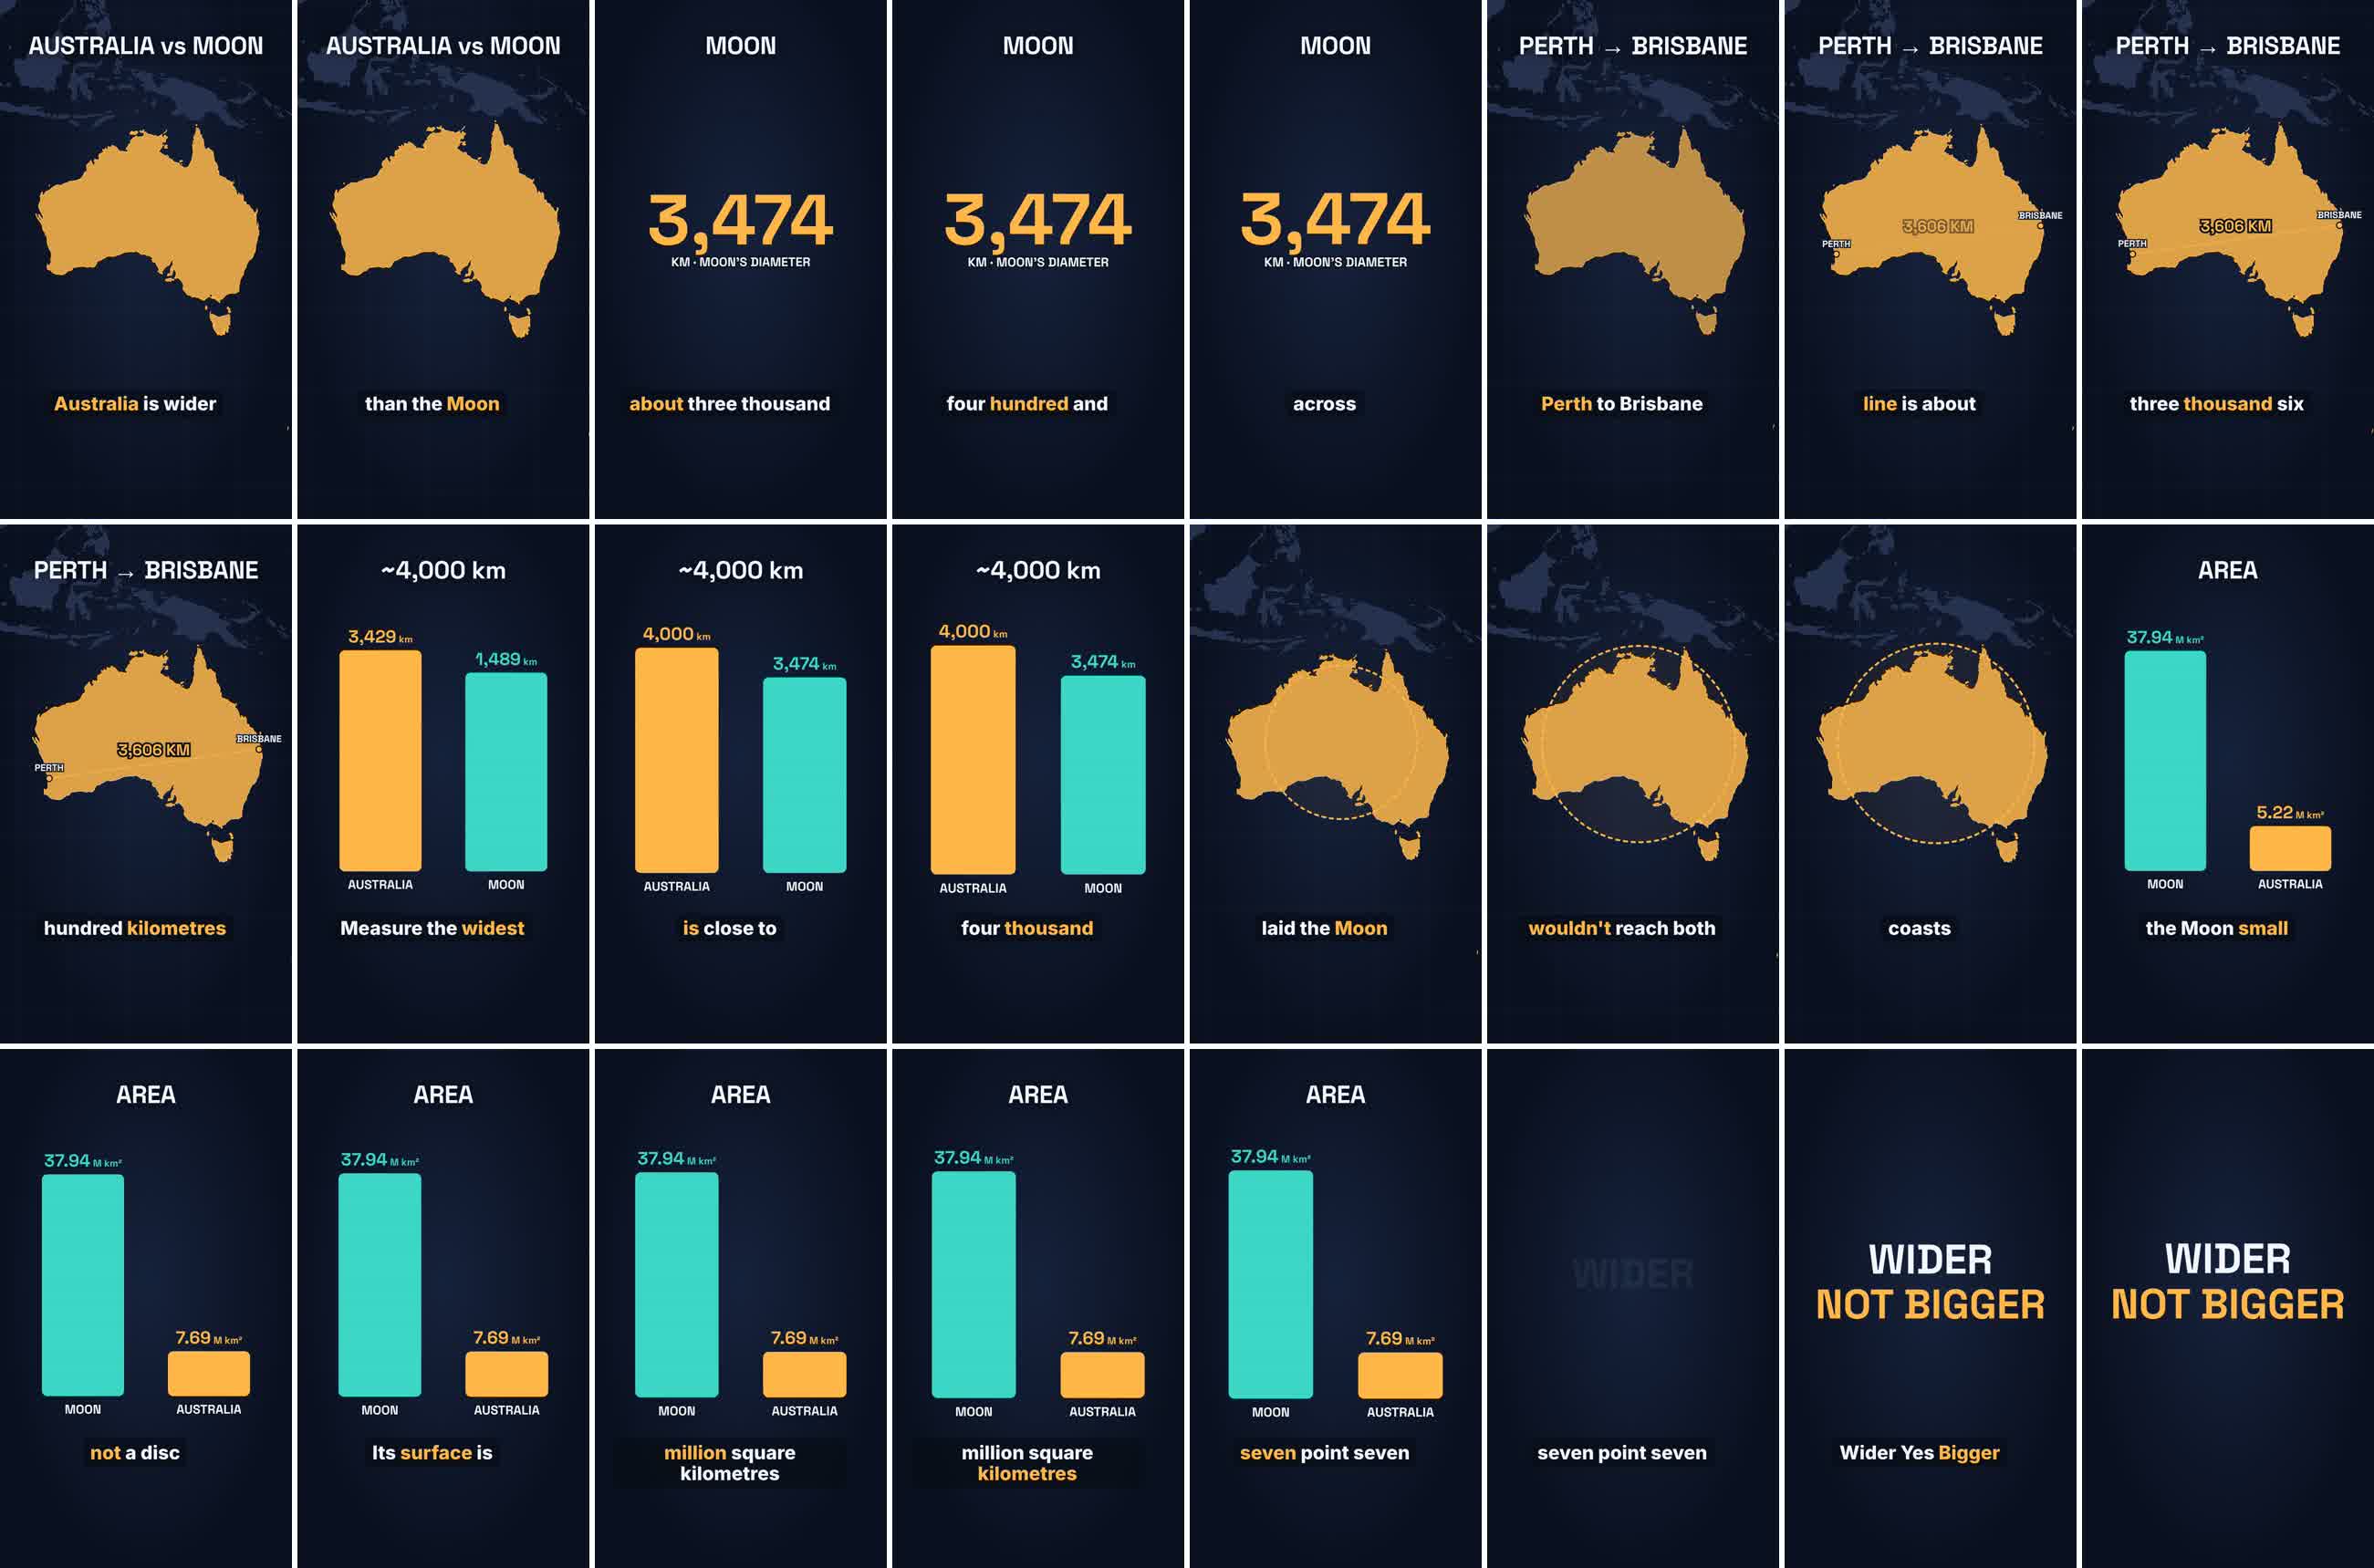 AUSTRALIA vs MOON
Australia is wider
AUSTRALIA vs MOON
than the Moon
MOON
3,474
KM · MOON'S DIAMETER
about three thousand
MOON
3,474
KM · MOON'S DIAMETER
four hundred and
MOON
3,474
KM · MOON'S DIAMETER
across
PERTH → BRISBANE
Perth to Brisbane
PERTH → BRISBANE
BRISBANE
3,606 KM
PERTH
line is about
PERTH → BRISBANE
BRISBANE
3,606 KM
PERTH
three thousand six
PERTH → BRISBANE
BRISBANE
3,606 KM
PERTH
hundred kilometres
~4,000 km
3,429 km
1,489 km
AUSTRALIA
MOON
Measure the widest
~4,000 km
4,000 km
3,474 km
AUSTRALIA
MOON
is close to
~4,000 km
4,000 km
3,474 km
AUSTRALIA
MOON
four thousand
laid the Moon
wouldn't reach both
coasts
AREA
37.94 M km²
5.22 M km²
MOON
AUSTRALIA
the Moon small
AREA
37.94 M km²
7.69 M km²
MOON
AUSTRALIA
not a disc
AREA
37.94 M km²
7.69 M km²
MOON
AUSTRALIA
Its surface is
AREA
37.94 M km²
7.69 M km²
MOON
AUSTRALIA
million square
kilometres
AREA
37.94 M km²
7.69 M km²
MOON
AUSTRALIA
million square
kilometres
AREA
37.94 M km²
7.69 M km²
MOON
AUSTRALIA
seven point seven
WIDER
seven point seven
WIDER
NOT BIGGER
Wider Yes Bigger
WIDER
NOT BIGGER